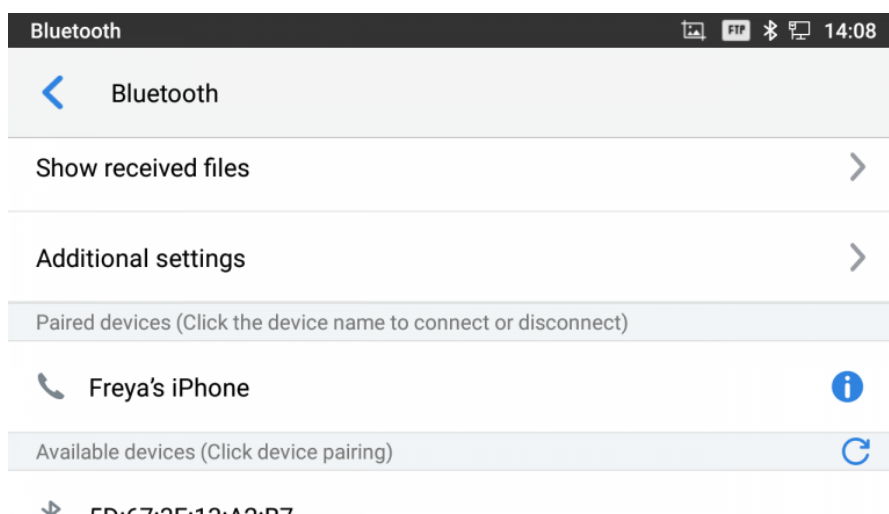 Bluetooth FTP 14:08
Bluetooth
Show received files
Additional settings
Paired devices (Click the device name to connect or disconnect)
Freya's iPhone
Available devices (Click device pairing)